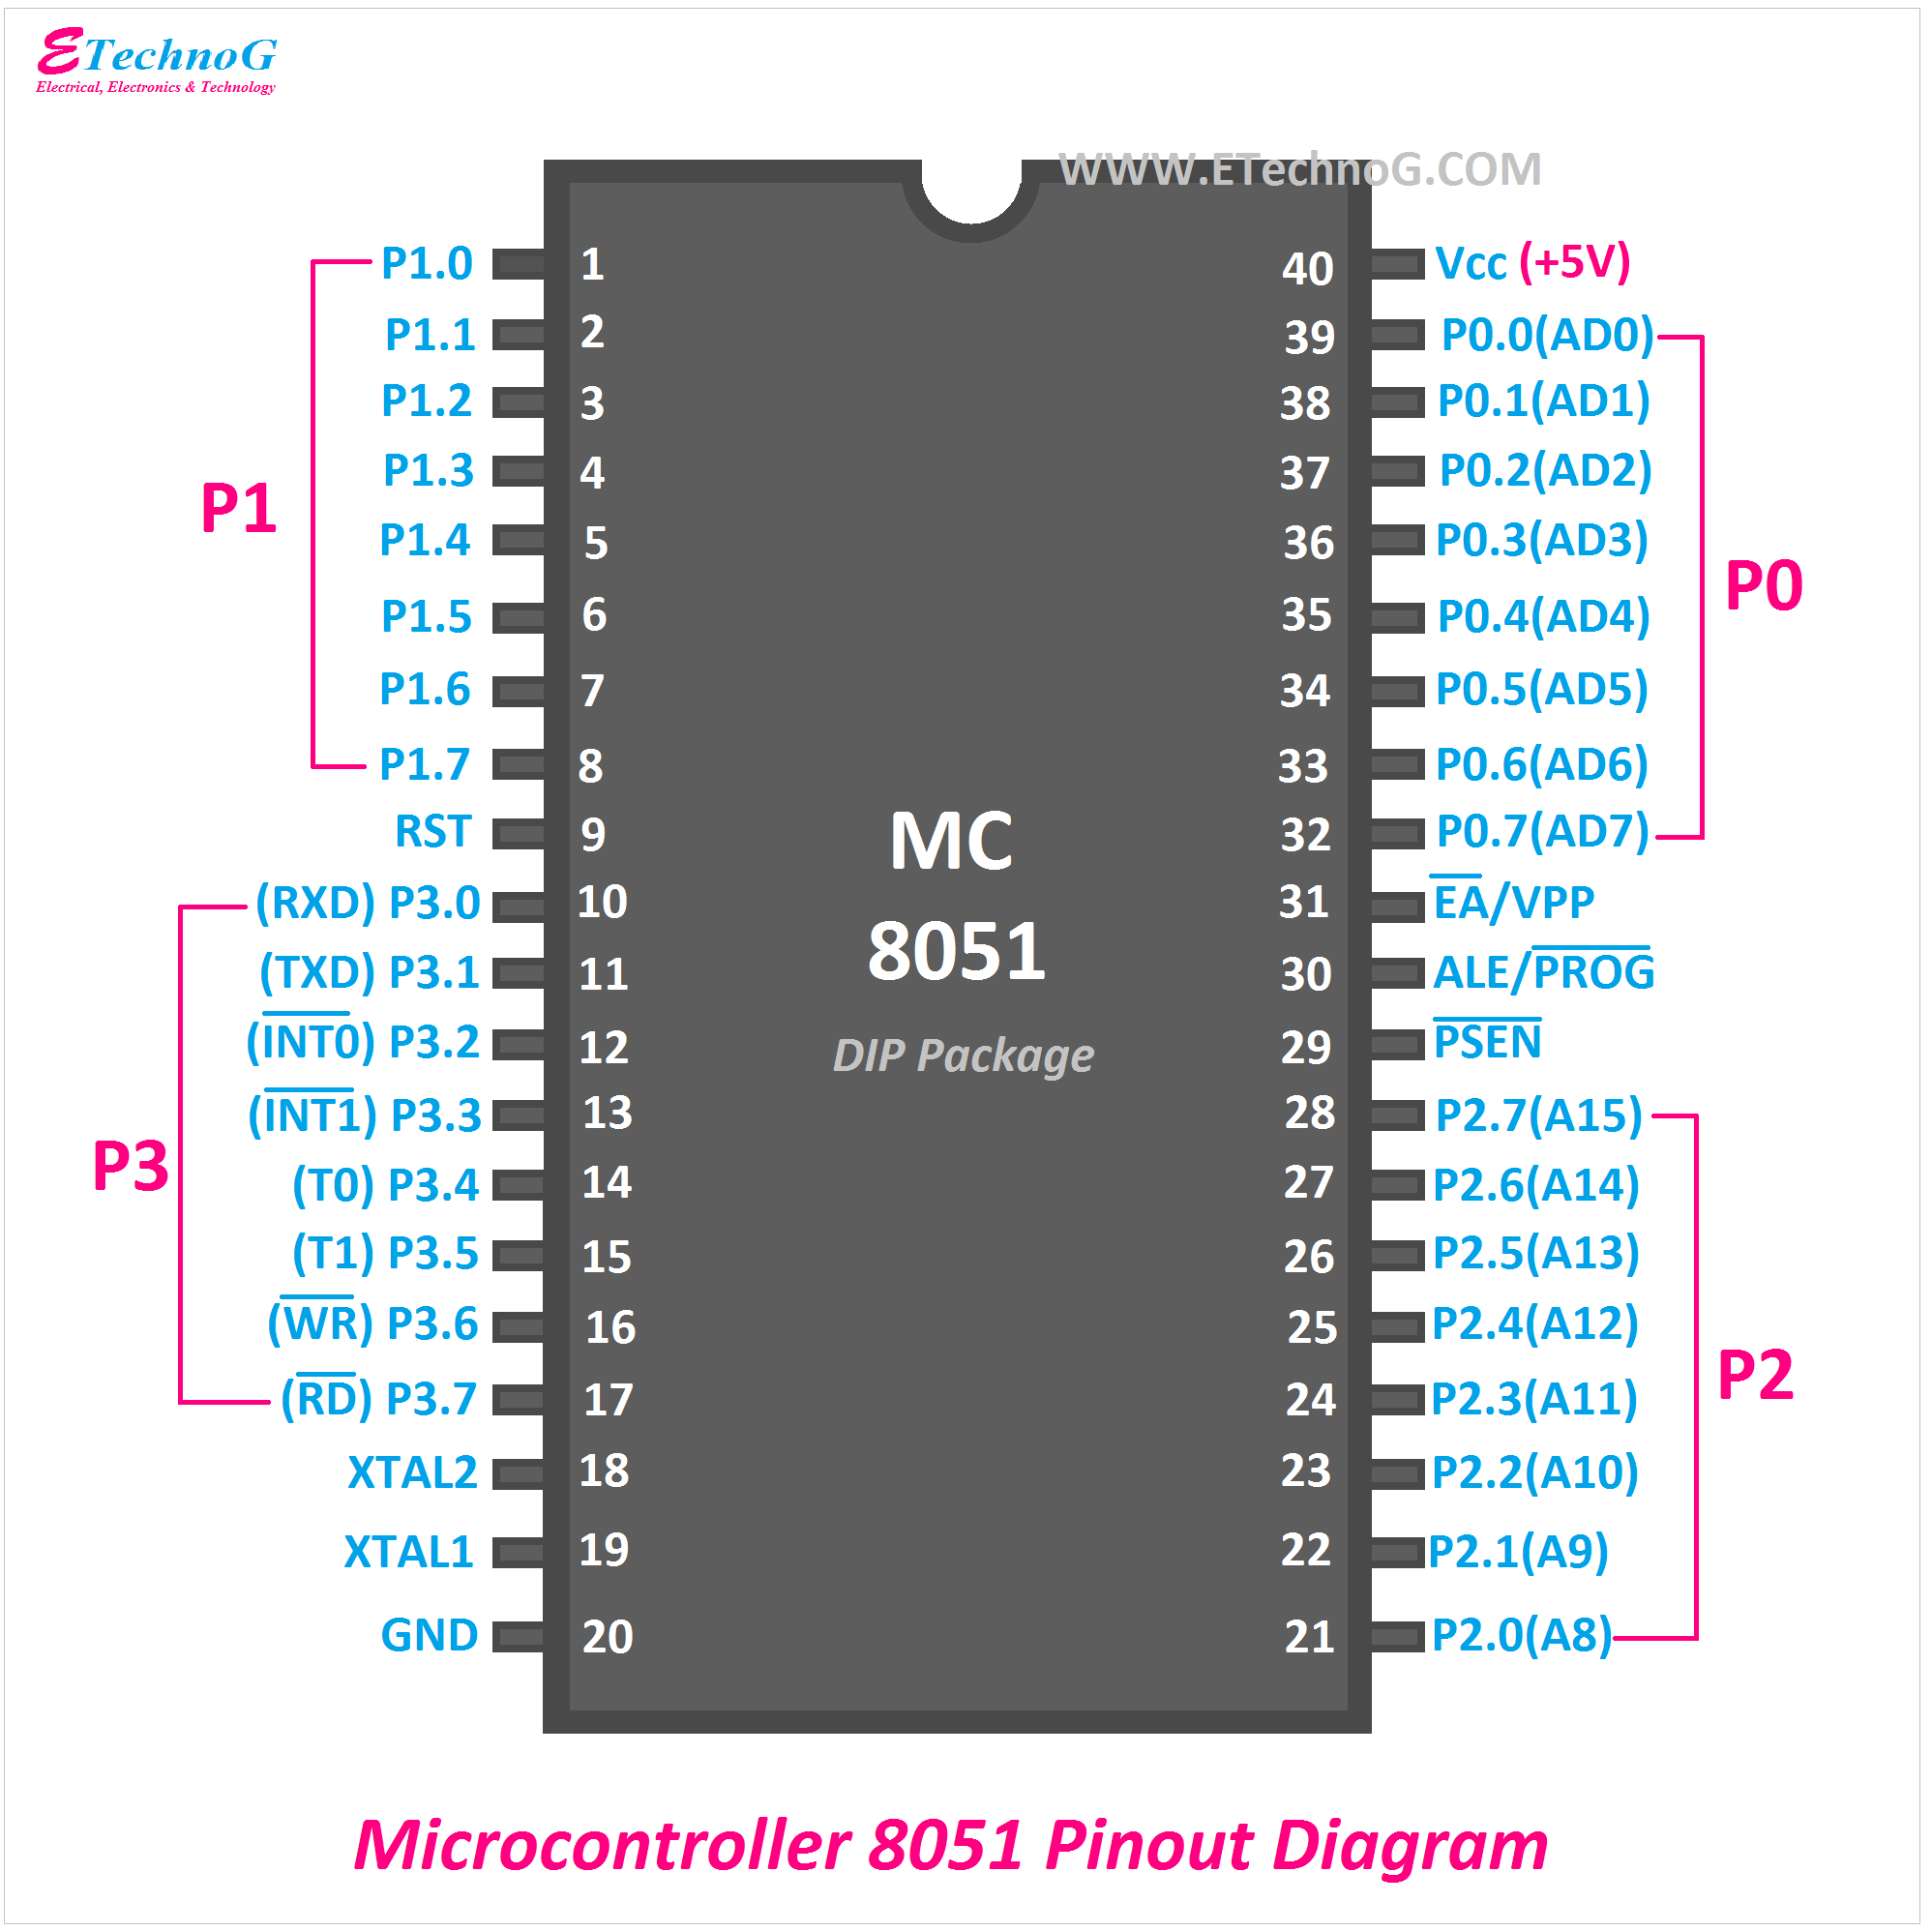 ETechnoG
Electrical, Electronics & Technology
WWW.ETechnoG.COM
P1.0 1 40 Vcc (+5V)
P1.1 2 39 P0.0(AD0)
P1.2 3 38 P0.1(AD1)
P1.3 4 37 P0.2(AD2)
P1
P1.4 5 36 P0.3(AD3)
P0
P1.5 6 35 P0.4(AD4)
P1.6 7 34 P0.5(AD5)
P1.7 8 33 P0.6(AD6)
RST 9 32 P0.7(AD7)
MC
(RXD) P3.0 10 31 E̅A̅/VPP
8051
(TXD) P3.1 11 30 ALE/P̅R̅O̅G̅
(I̅N̅T̅0̅) P3.2 12 29 P̅S̅E̅N̅
DIP Package
(I̅N̅T̅1̅) P3.3 13 28 P2.7(A15)
P3
(T0) P3.4 14 27 P2.6(A14)
(T1) P3.5 15 26 P2.5(A13)
(W̅R̅) P3.6 16 25 P2.4(A12)
P2
(R̅D̅) P3.7 17 24 P2.3(A11)
XTAL2 18 23 P2.2(A10)
XTAL1 19 22 P2.1(A9)
GND 20 21 P2.0(A8)
Microcontroller 8051 Pinout Diagram